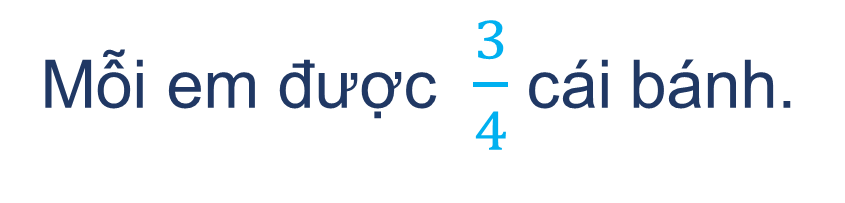 Mỗi em được 3/4 cái bánh.